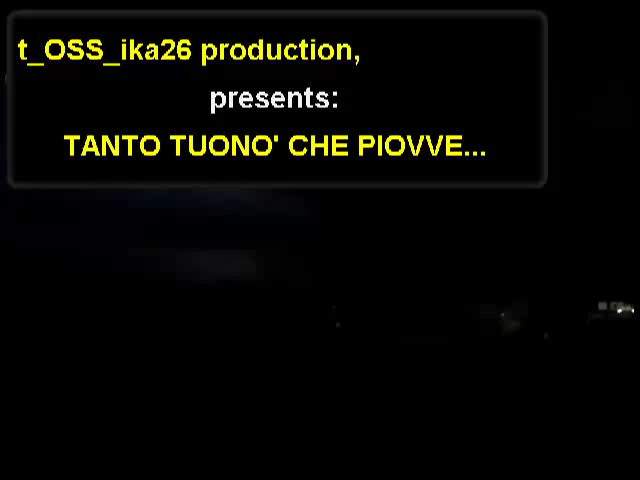 t_OSS_ika26 production,
presents:
TANTO TUONO' CHE PIOVVE...